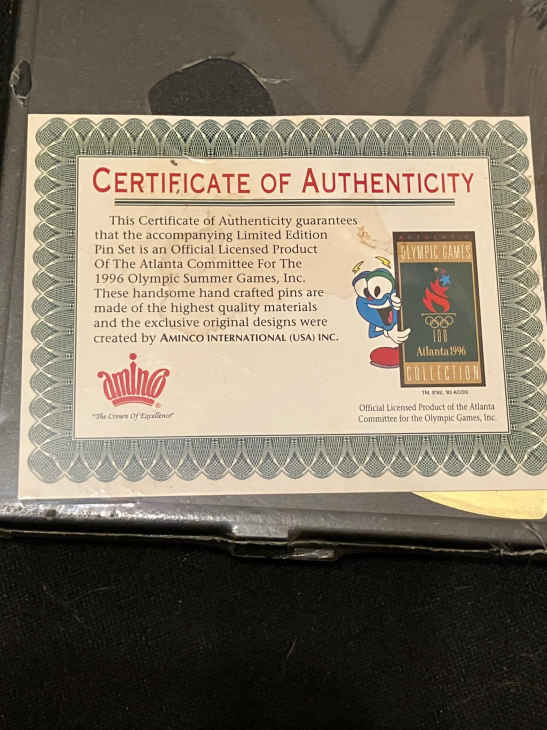 CERTIFICATE OF AUTHENTICITY
This Certificate of Authenticity guarantees
that the accompanying Limited Edition
Pin Set is an Official Licensed Product
Of The Atlanta Committee For The
1996 Olympic Summer Games, Inc.
These handsome hand crafted pins are
made of the highest quality materials
and the exclusive original designs were
created by AMINCO INTERNATIONAL (USA) INC.
aminco
®
"The Crown Of Excellence"
AUTHENTIC
OLYMPIC GAMES
100
Atlanta 1996
COLLECTION
Official Licensed Product of the Atlanta
Committee for the Olympic Games, Inc.